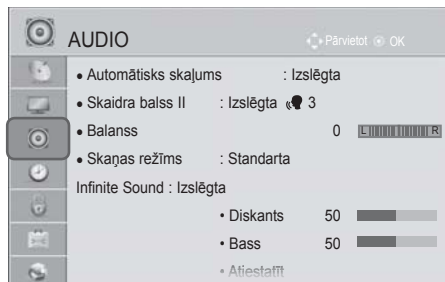 AUDIO Pārvietot OK
• Automātisks skaļums : Izslēgta
• Skaidra balss II : Izslēgta 3
• Balanss 0 L R
• Skaņas režīms : Standarta
Infinite Sound : Izslēgta
• Diskants 50
• Bass 50
• Atiestatīt